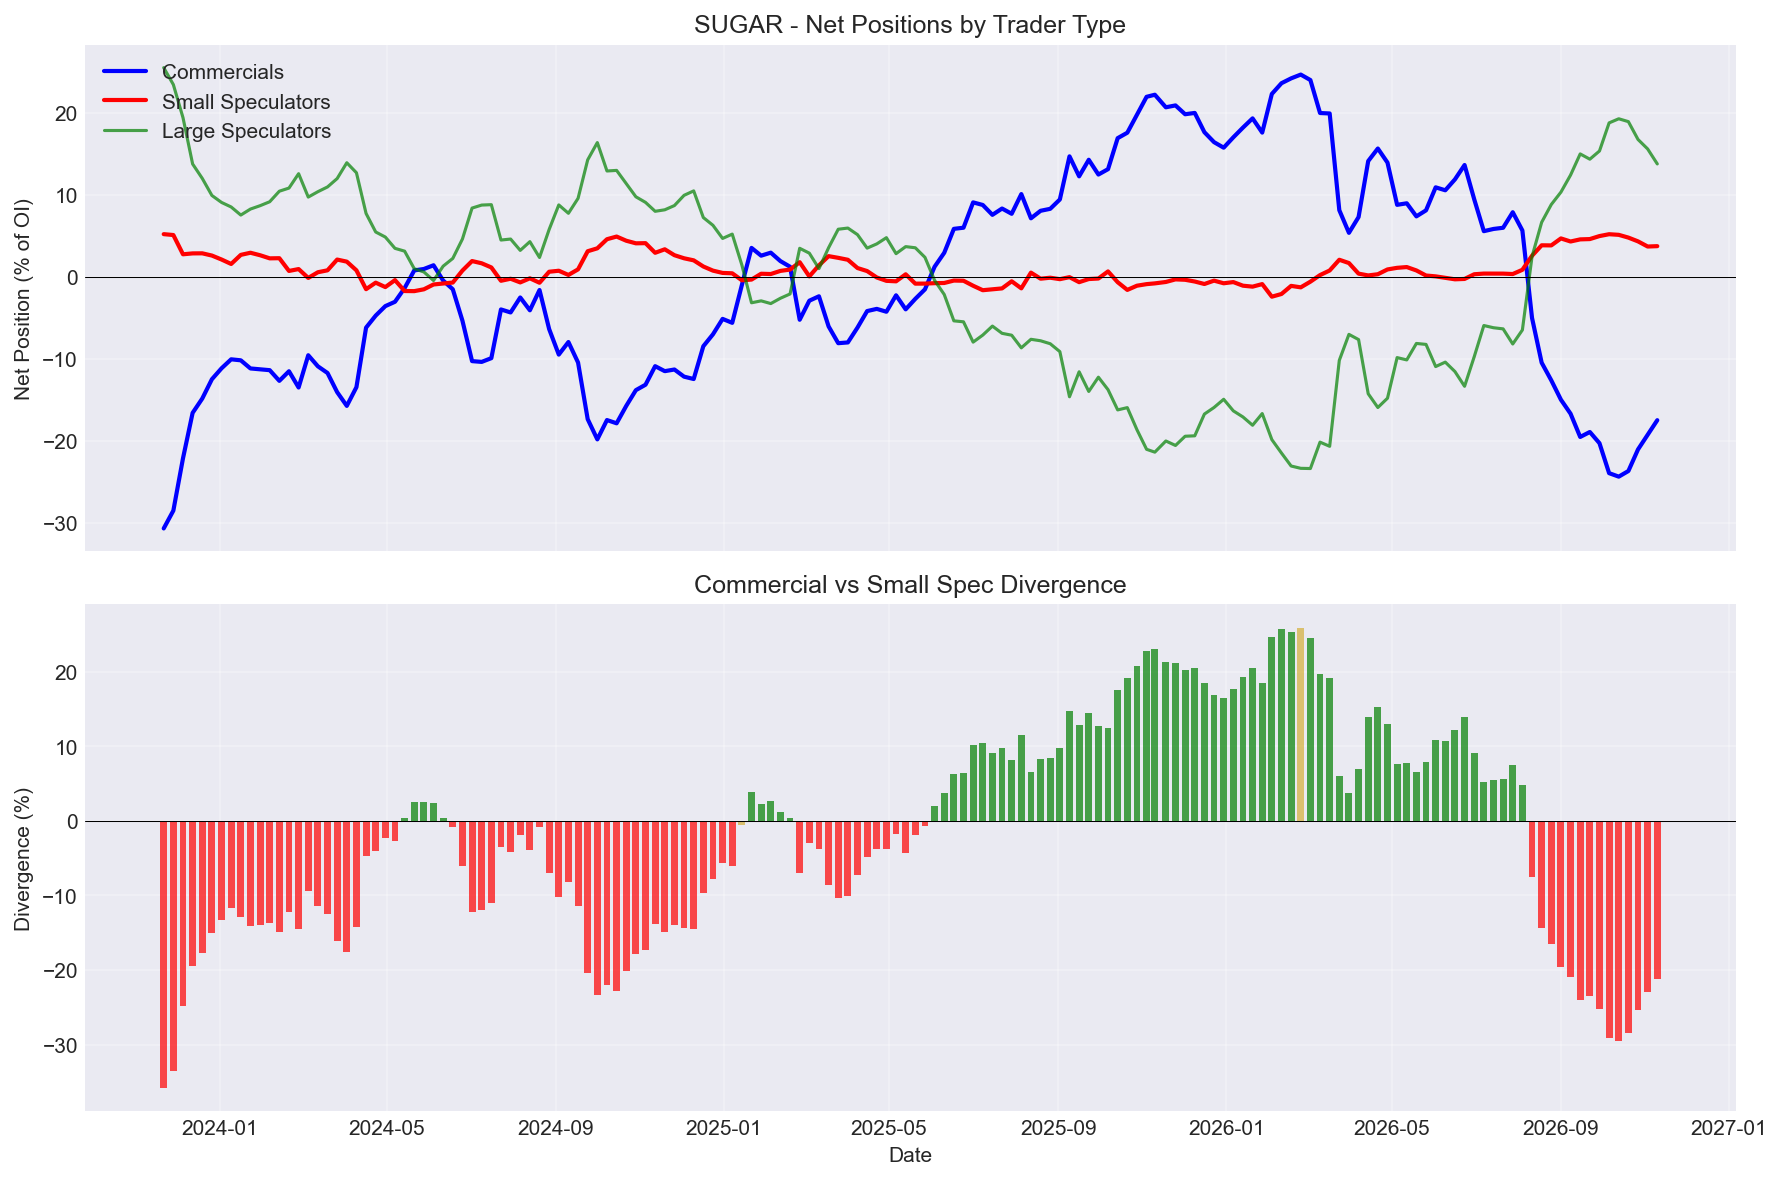 SUGAR - Net Positions by Trader Type
Commercials
Small Speculators
Large Speculators
Net Position (% of OI)
20
10
0
−10
−20
−30
Commercial vs Small Spec Divergence
Divergence (%)
20
10
0
−10
−20
−30
2024-01 2024-05 2024-09 2025-01 2025-05 2025-09 2026-01 2026-05 2026-09 2027-01
Date